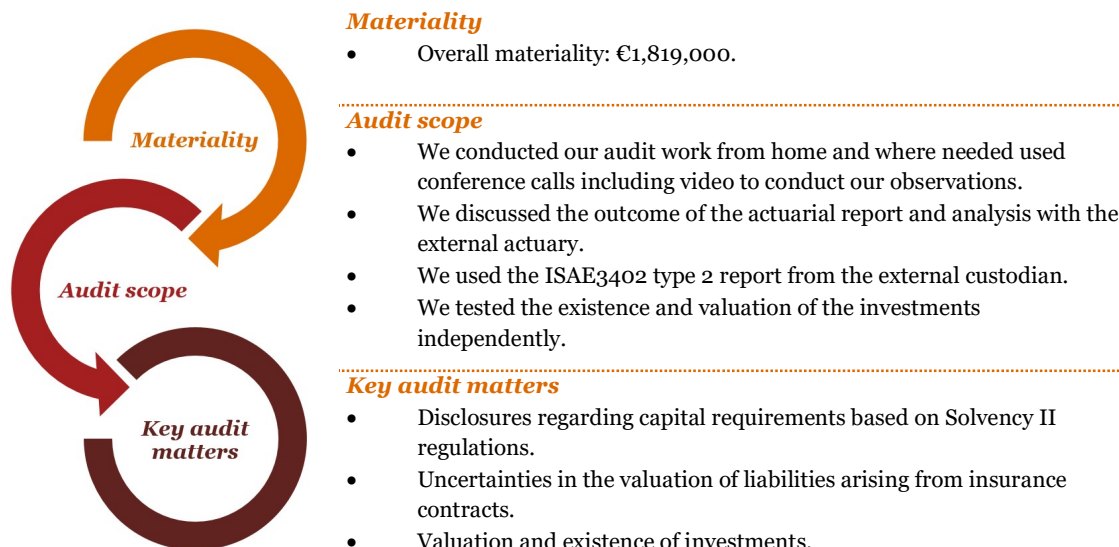 Materiality
• Overall materiality: €1,819,000.
Materiality
Audit scope
• We conducted our audit work from home and where needed used
conference calls including video to conduct our observations.
• We discussed the outcome of the actuarial report and analysis with the
external actuary.
Audit scope
• We used the ISAE3402 type 2 report from the external custodian.
• We tested the existence and valuation of the investments
independently.
Key audit matters
• Disclosures regarding capital requirements based on Solvency II
regulations.
Key audit
matters
• Uncertainties in the valuation of liabilities arising from insurance
contracts.
• Valuation and existence of investments.